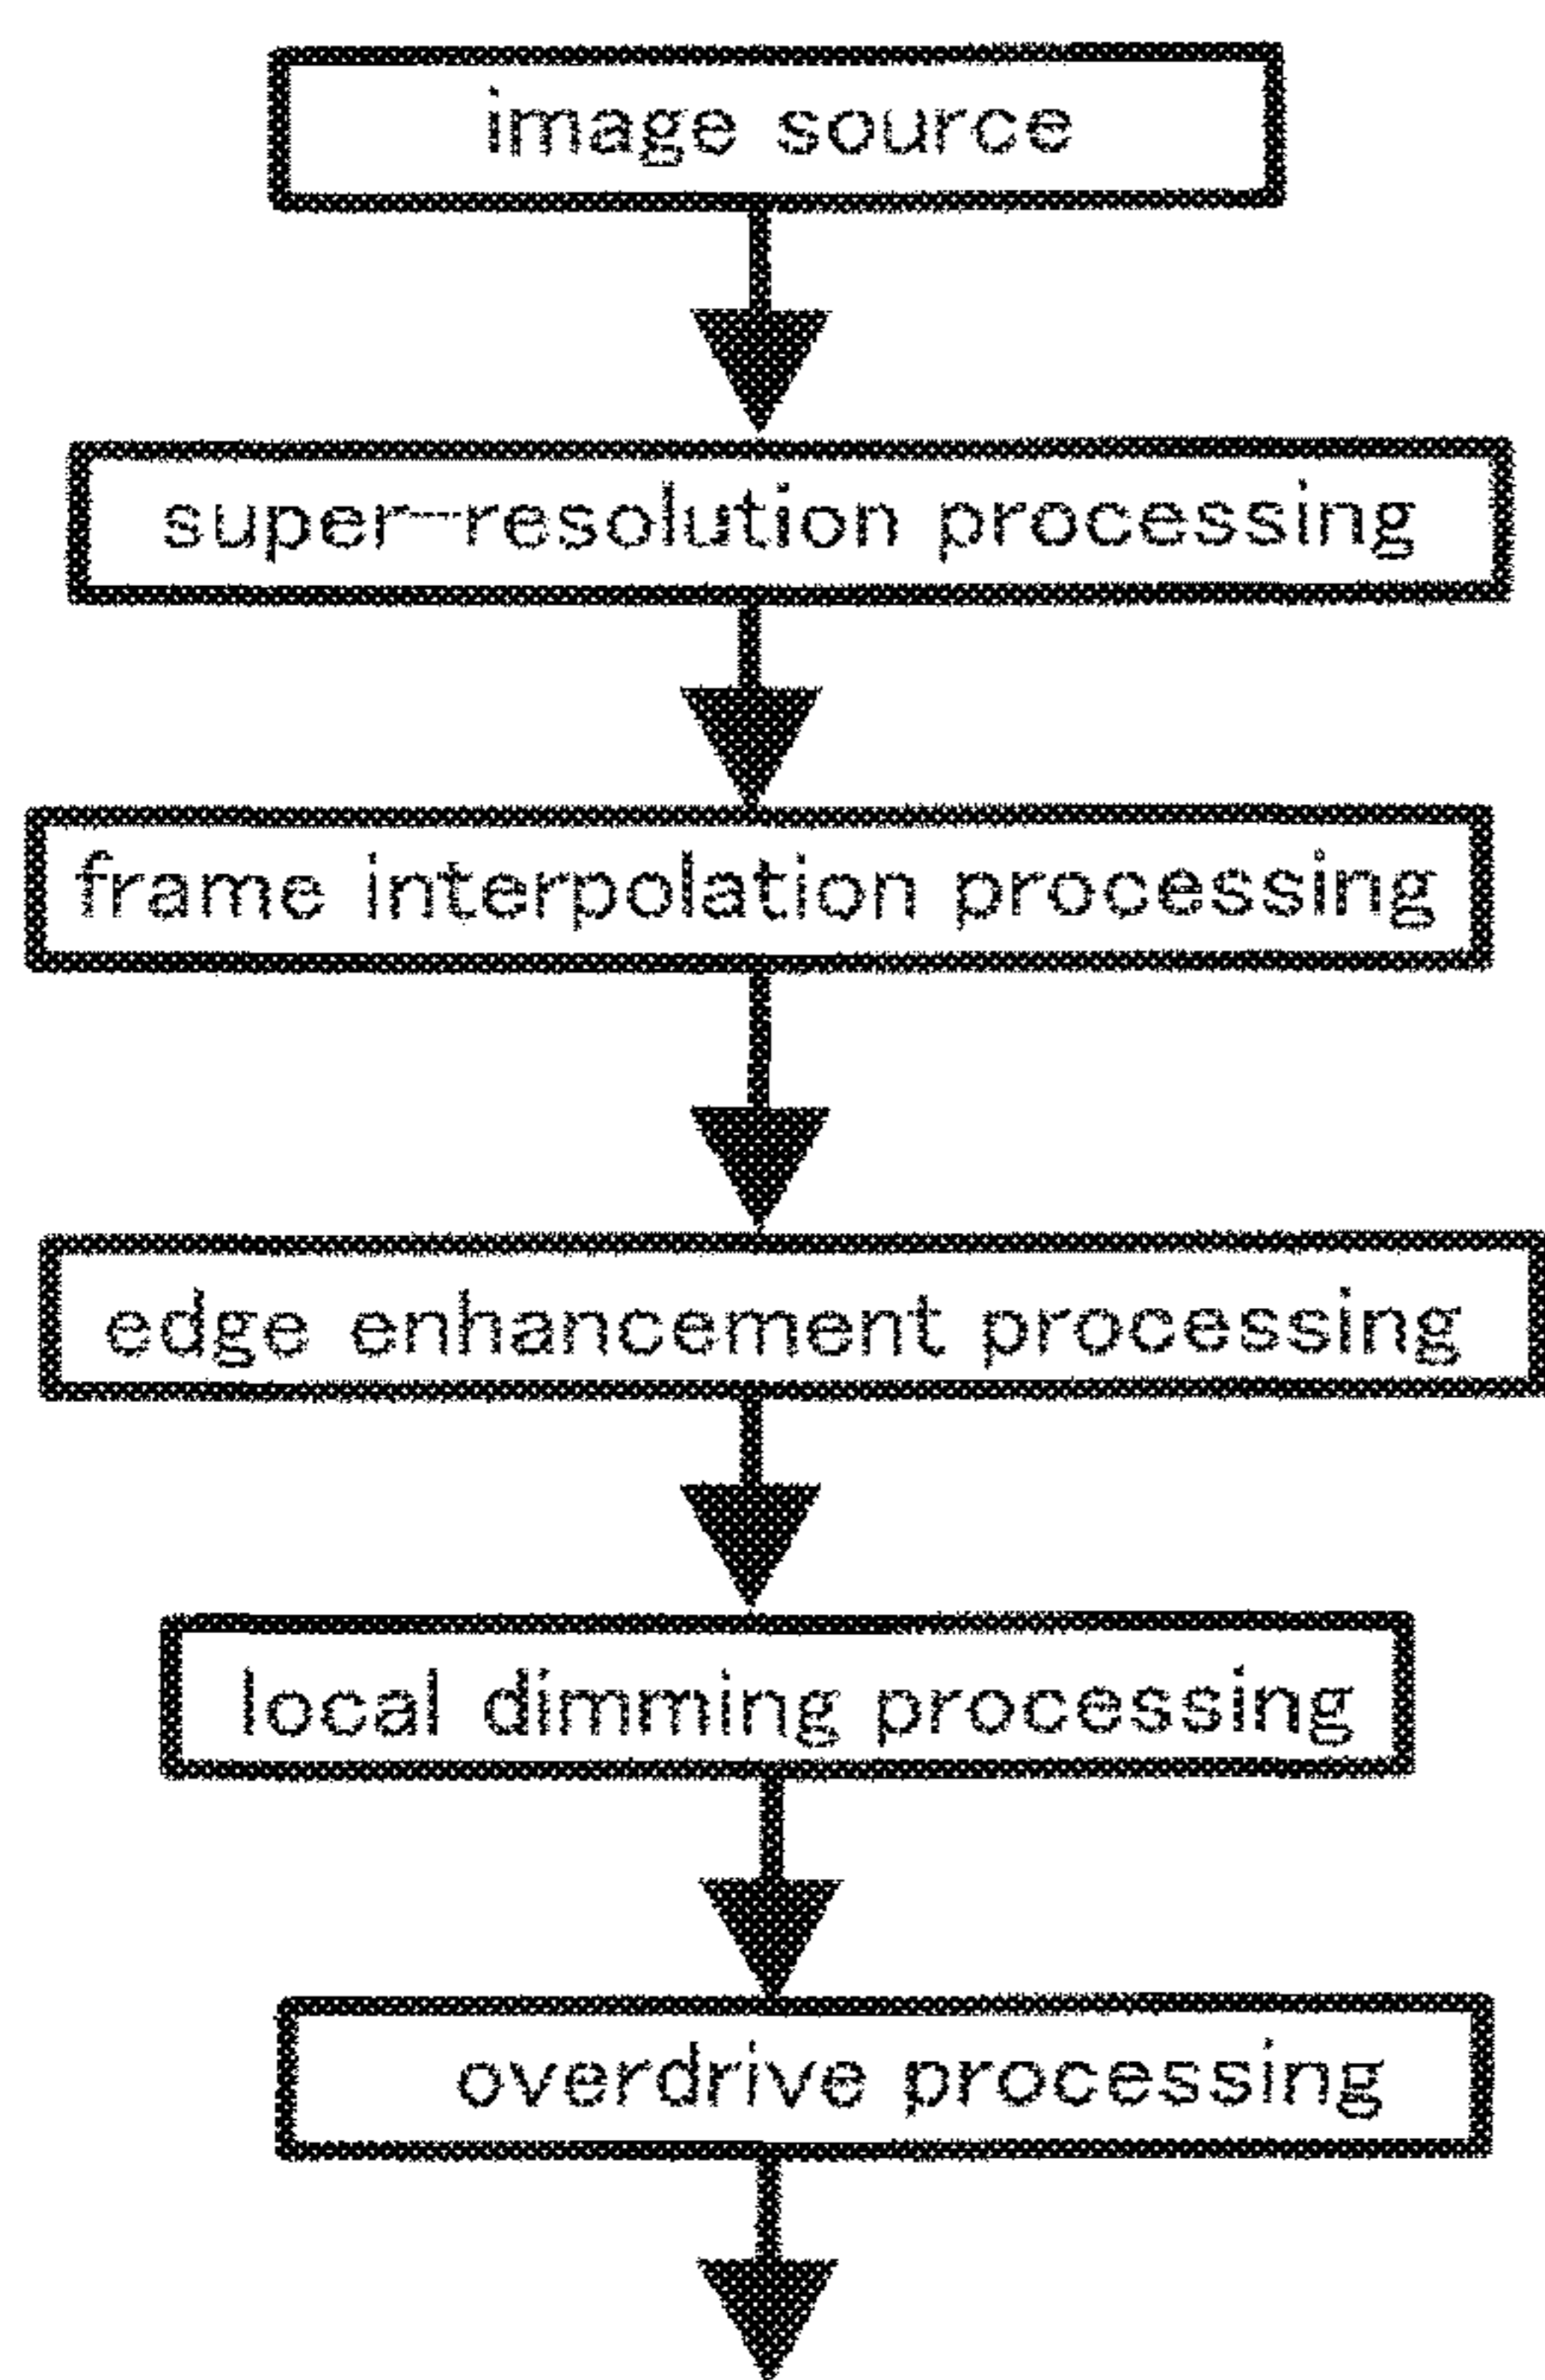 image source
super-resolution processing
frame interpolation processing
edge enhancement processing
local dimming processing
overdrive processing